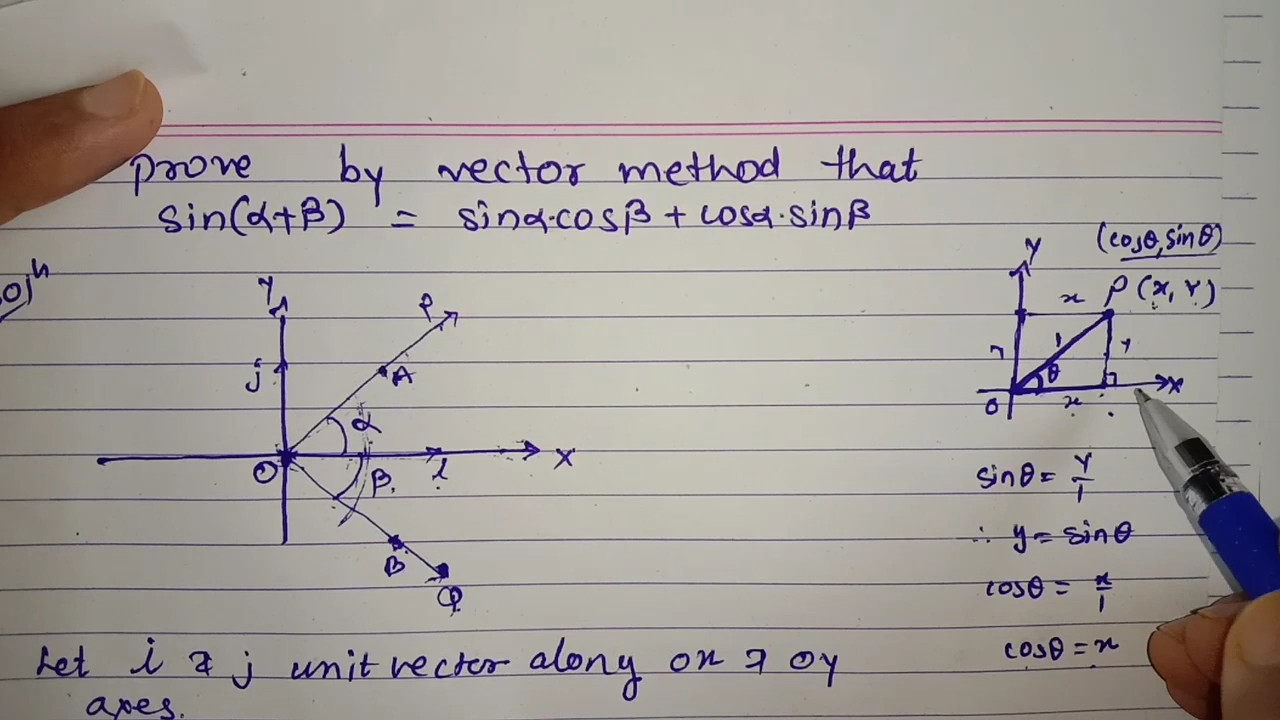 prove by vector method that
sin(α+β) = sinα·cosβ + cosα·sinβ
Y
P
j
A
α
O
β
i
X
B
Q
Y
(cosθ, sinθ)
x P (x, Y)
1
Y
θ
O
x
X
sinθ = Y/1
∴ y = sinθ
cosθ = x/1
cosθ = x
Let i & j unit vector along ox & oy
axes.